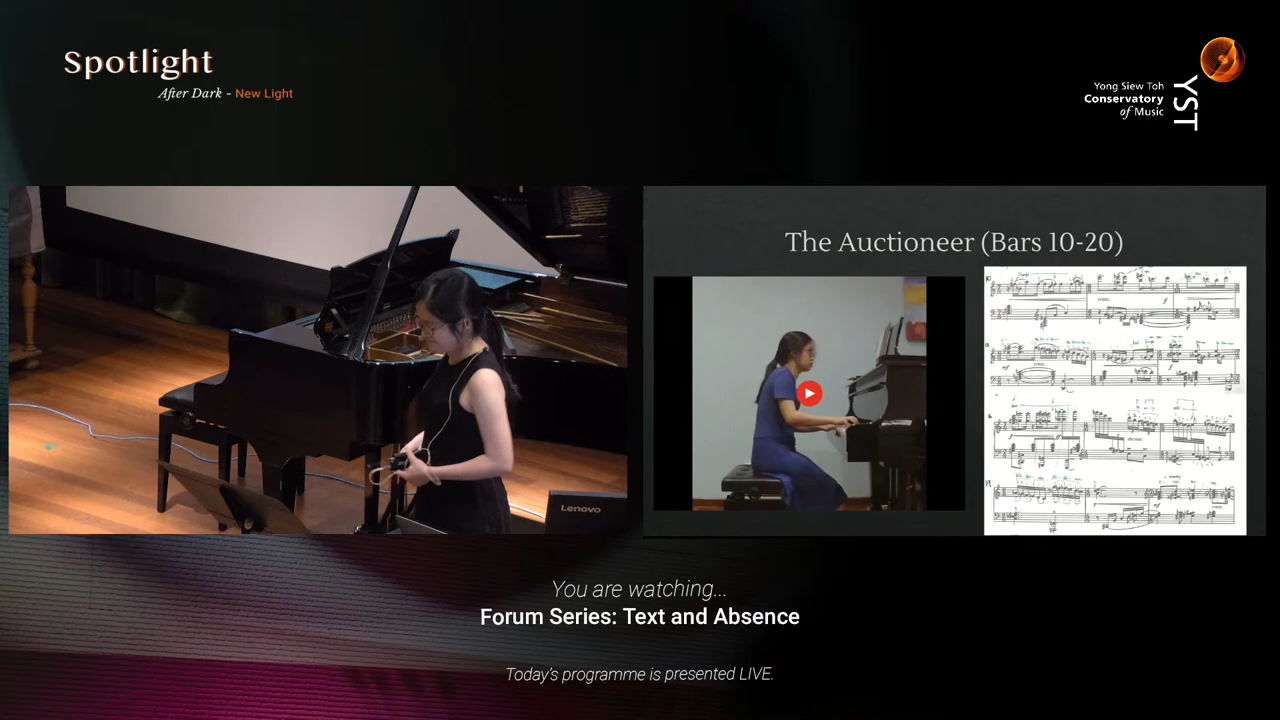 Spotlight
After Dark - New Light
Yong Siew Toh
Conservatory
of Music
YST
The Auctioneer (Bars 10-20)
Lenovo
You are watching...
Forum Series: Text and Absence
Today's programme is presented LIVE.